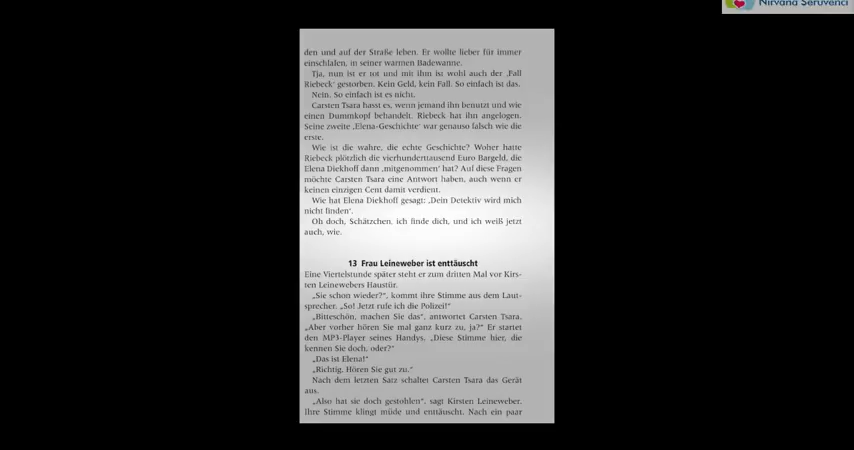 Nirvana Serüvenci
den und auf der Straße leben. Er wollte lieber für immer
einschlafen, in seiner warmen Badewanne.
Tja, nun ist er tot und mit ihm ist wohl auch der ‚Fall
Riebeck‘ gestorben. Kein Geld, kein Fall. So einfach ist das.
Nein. So einfach ist es nicht.
Carsten Tsara hasst es, wenn jemand ihn benutzt und wie
einen Dummkopf behandelt. Riebeck hat ihn angelogen.
Seine zweite ‚Elena-Geschichte‘ war genauso falsch wie die
erste.
Wie ist die wahre, die echte Geschichte? Woher hatte
Riebeck plötzlich die vierhunderttausend Euro Bargeld, die
Elena Diekhoff dann ‚mitgenommen‘ hat? Auf diese Fragen
möchte Carsten Tsara eine Antwort haben, auch wenn er
keinen einzigen Cent damit verdient.
Wie hat Elena Diekhoff gesagt: ‚Dein Detektiv wird mich
nicht finden‘.
Oh doch, Schätzchen, ich finde dich, und ich weiß jetzt
auch, wie.
13 Frau Leineweber ist enttäuscht
Eine Viertelstunde später steht er zum dritten Mal vor Kirs-
ten Leinewebers Haustür.
„Sie schon wieder?“, kommt ihre Stimme aus dem Laut-
sprecher. „So! Jetzt rufe ich die Polizei!“
„Bitteschön, machen Sie das“, antwortet Carsten Tsara.
„Aber vorher hören Sie mal ganz kurz zu, ja?“ Er startet
den MP3-Player seines Handys. „Diese Stimme hier, die
kennen Sie doch, oder?“
„Das ist Elena!“
„Richtig. Hören Sie gut zu.“
Nach dem letzten Satz schaltet Carsten Tsara das Gerät
aus.
„Also hat sie doch gestohlen“, sagt Kirsten Leineweber.
Ihre Stimme klingt müde und enttäuscht. Nach ein paar